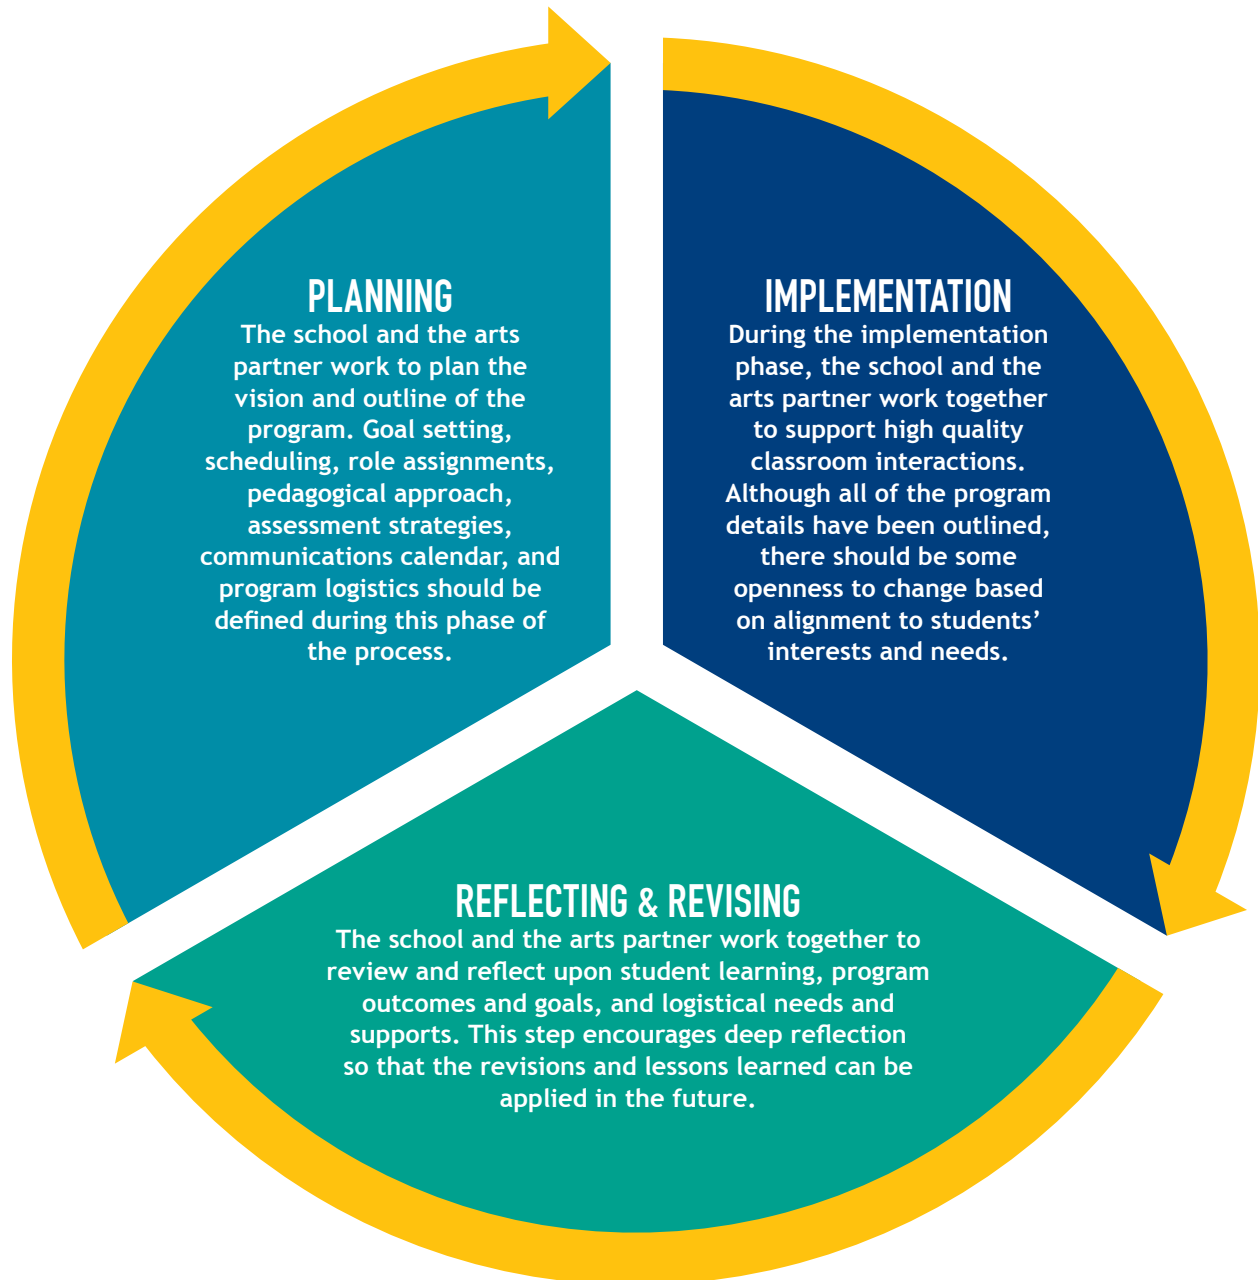 PLANNING
The school and the arts
partner work to plan the
vision and outline of the
program. Goal setting,
scheduling, role assignments,
pedagogical approach,
assessment strategies,
communications calendar, and
program logistics should be
defined during this phase of
the process.
IMPLEMENTATION
During the implementation
phase, the school and the
arts partner work together
to support high quality
classroom interactions.
Although all of the program
details have been outlined,
there should be some
openness to change based
on alignment to students’
interests and needs.
REFLECTING & REVISING
The school and the arts partner work together to
review and reflect upon student learning, program
outcomes and goals, and logistical needs and
supports. This step encourages deep reflection
so that the revisions and lessons learned can be
applied in the future.